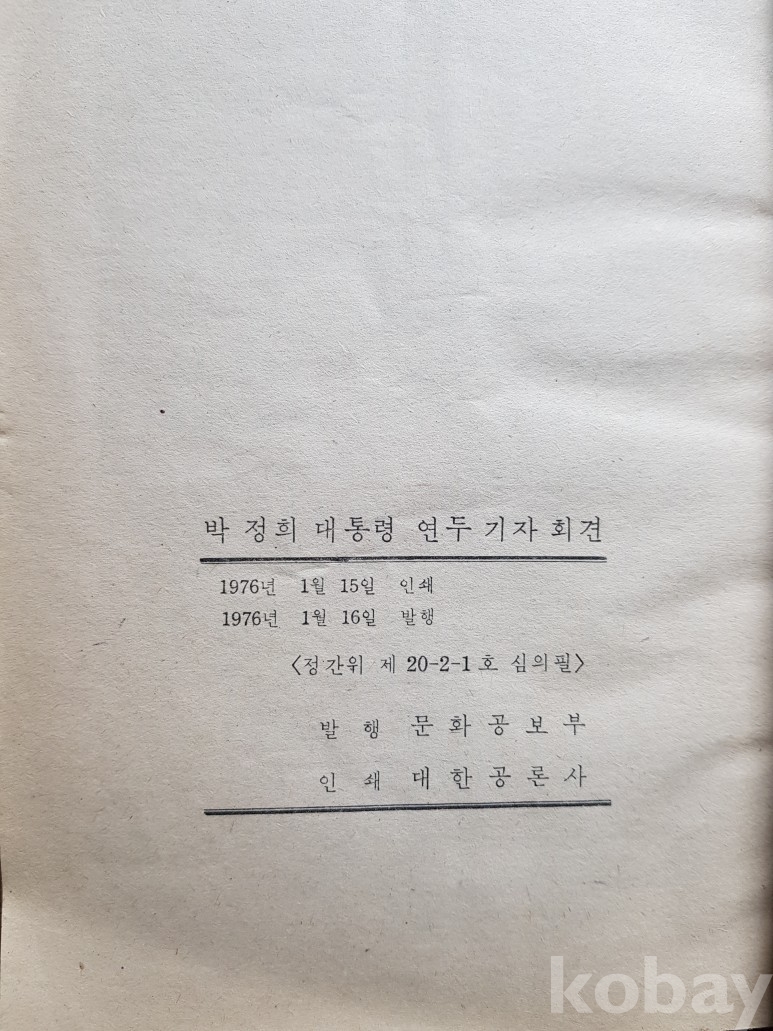 박 정희 대통령 연두 기자 회견
1976년 1월 15일 인쇄
1976년 1월 16일 발행
〈정간위 제 20-2-1 호 심의필〉
발 행 문 화 공 보 부
인 쇄 대 한 공 론 사
kobay